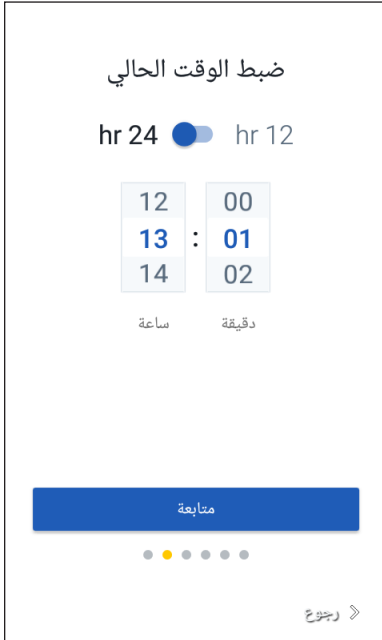 ضبط الوقت الحالي
hr 24 hr 12
12 00
13 : 01
14 02
ساعة دقيقة
متابعة
رجوع